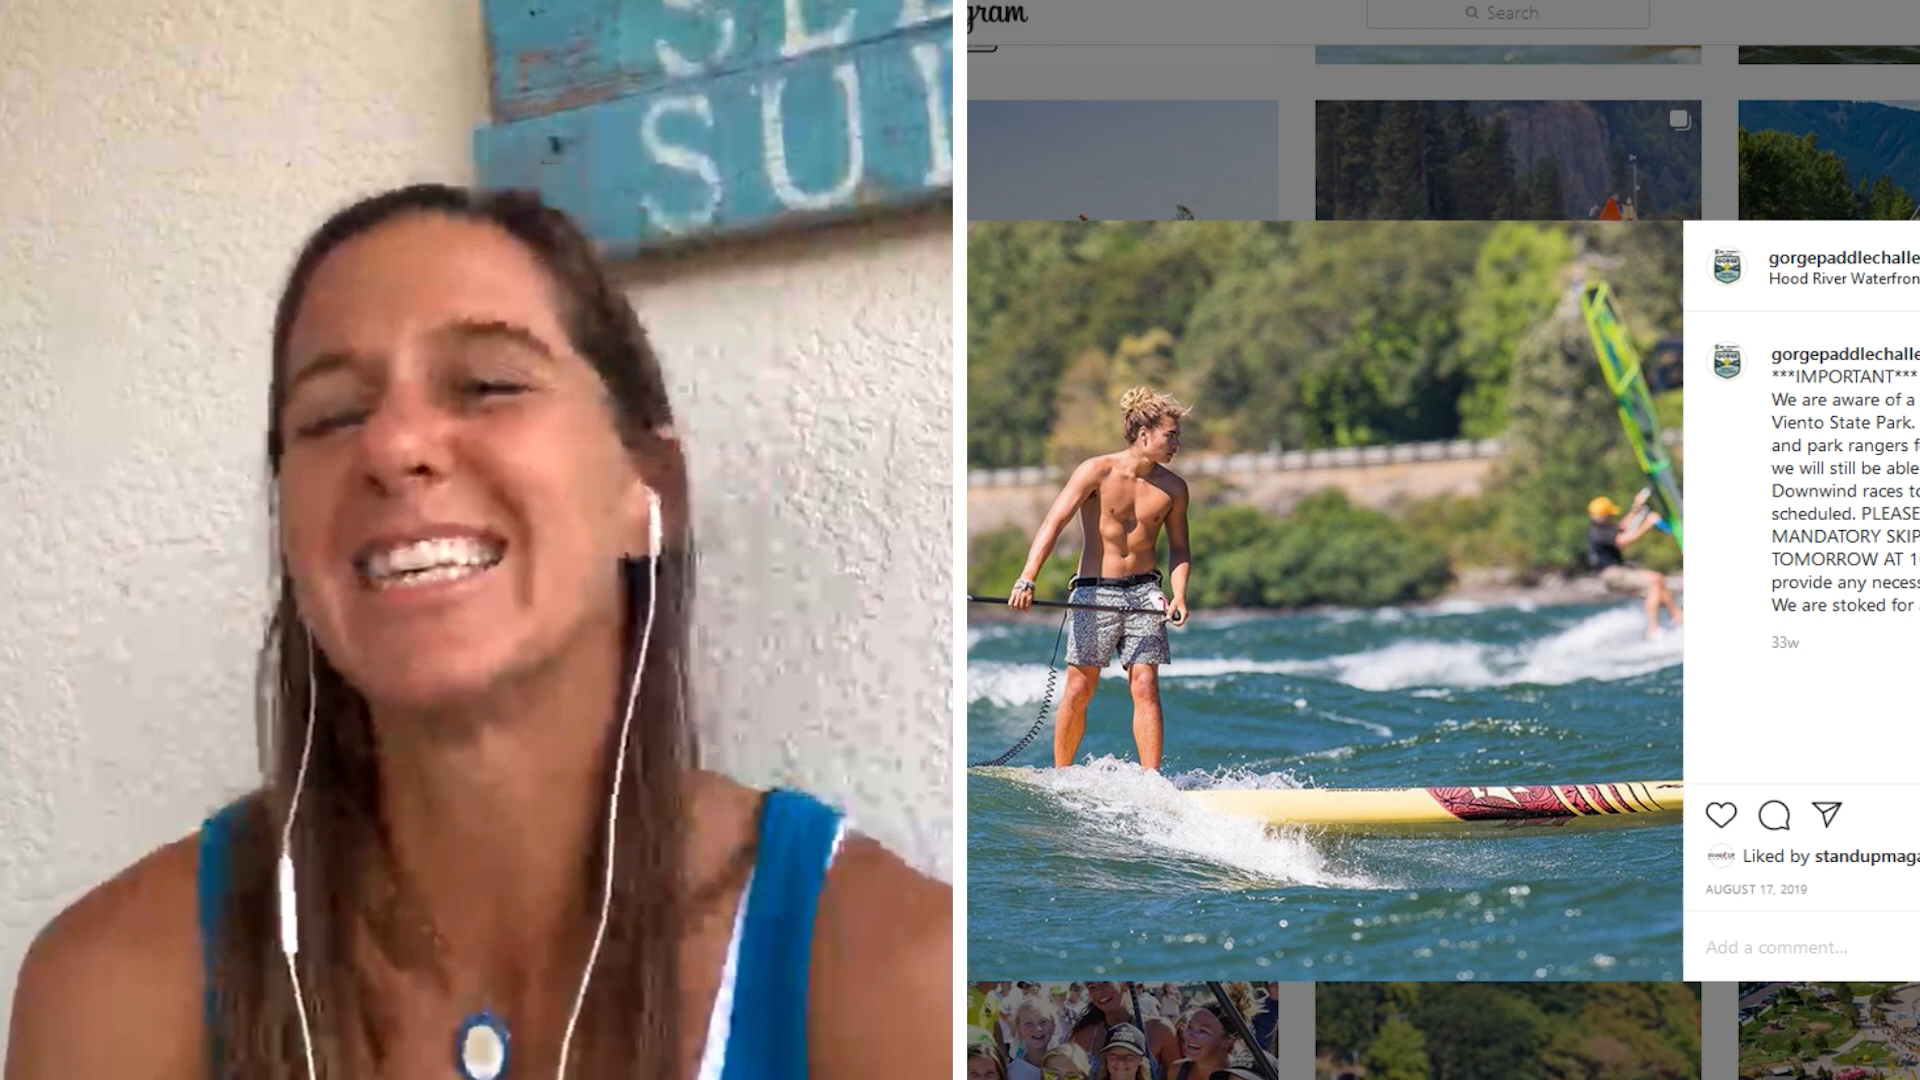 SU
gram
Search
gorgepaddlechalle
Hood River Waterfron
gorgepaddlechalle
***IMPORTANT***
We are aware of a
Viento State Park.
and park rangers f
we will still be able
Downwind races to
scheduled. PLEASE
MANDATORY SKIP
TOMORROW AT 1
provide any necess
We are stoked for
33w
Liked by standupmaga
AUGUST 17, 2019
Add a comment...